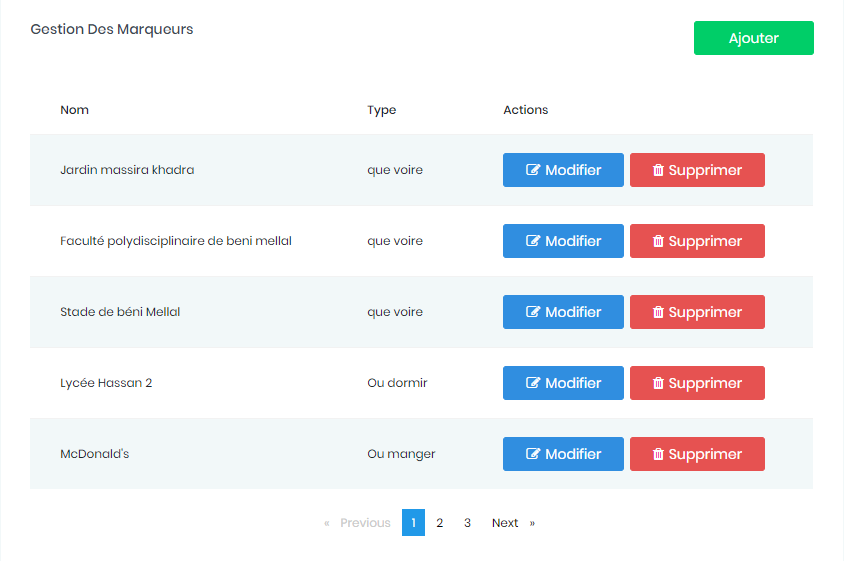 Gestion Des Marqueurs
Ajouter
Nom Type Actions
Jardin massira khadra que voire Modifier Supprimer
Faculté polydisciplinaire de beni mellal que voire Modifier Supprimer
Stade de béni Mellal que voire Modifier Supprimer
Lycée Hassan 2 Ou dormir Modifier Supprimer
McDonald's Ou manger Modifier Supprimer
« Previous 1 2 3 Next »